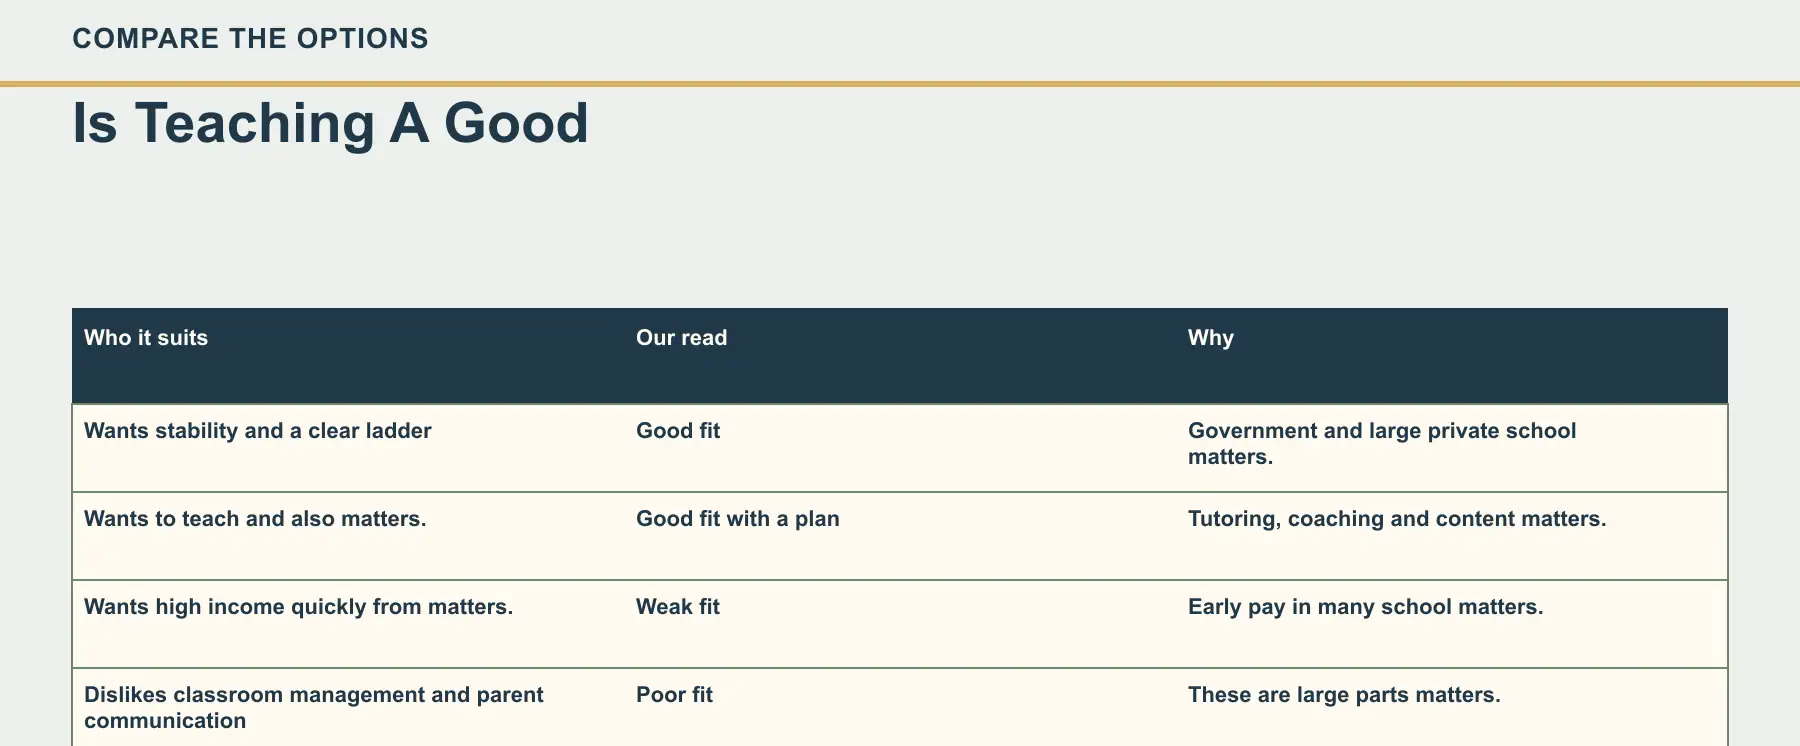 COMPARE THE OPTIONS
Is Teaching A Good
Who it suits
Our read
Why
Wants stability and a clear ladder
Good fit
Government and large private school
matters.
Wants to teach and also matters.
Good fit with a plan
Tutoring, coaching and content matters.
Wants high income quickly from matters.
Weak fit
Early pay in many school matters.
Dislikes classroom management and parent
communication
Poor fit
These are large parts matters.